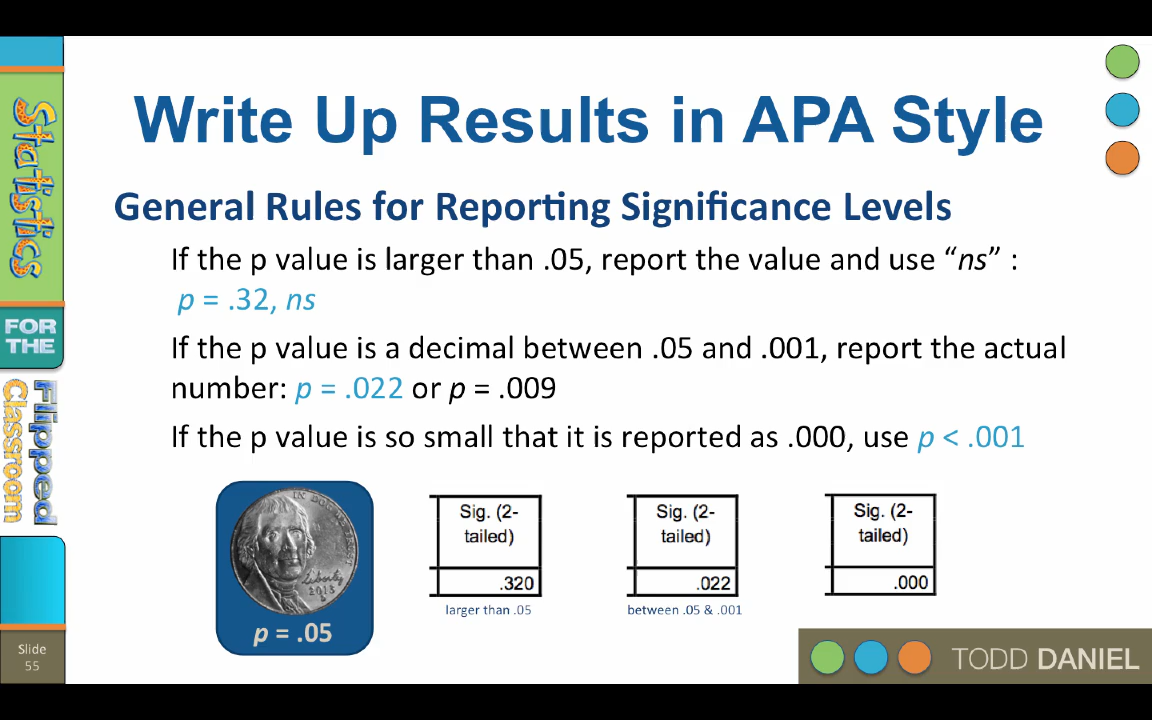 Write Up Results in APA Style
General Rules for Reporting Significance Levels
If the p value is larger than .05, report the value and use “ns” :
p = .32, ns
If the p value is a decimal between .05 and .001, report the actual
number: p = .022 or p = .009
If the p value is so small that it is reported as .000, use p < .001
IN GOD WE TRUST
Liberty
2013
p = .05
Sig. (2-
tailed)
.320
larger than .05
Sig. (2-
tailed)
.022
between .05 & .001
Sig. (2-
tailed)
.000
Statistics
FOR
THE
Flipped
Classroom
Slide
55
TODD DANIEL